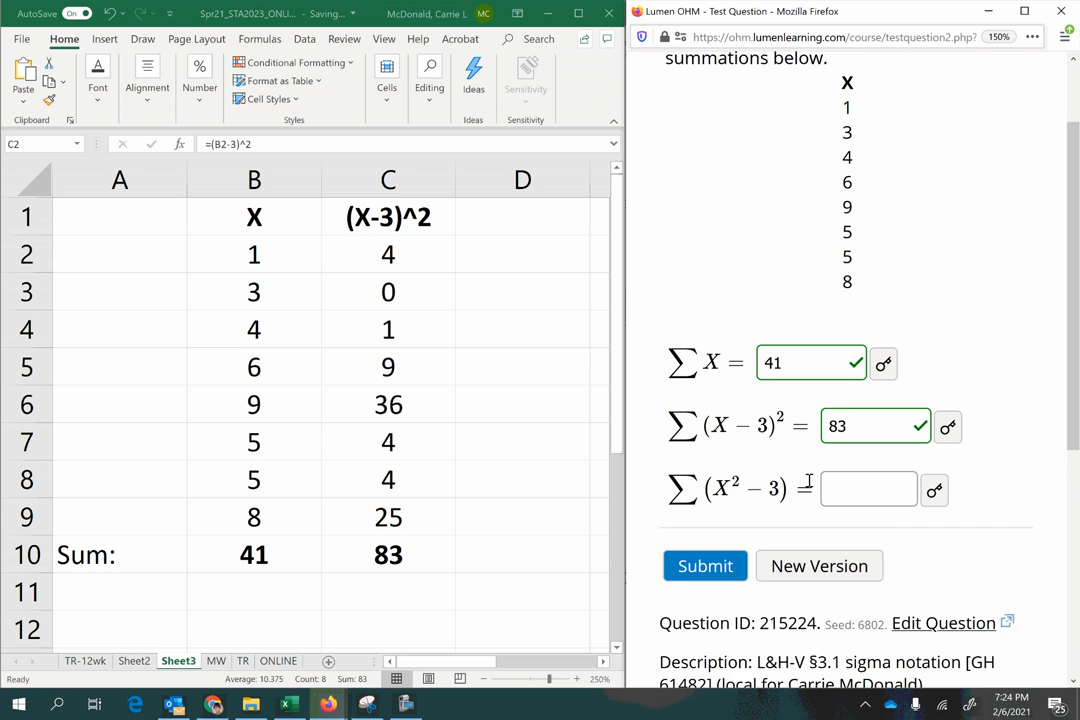 AutoSave On Spr21_STA2023_ONLI... - Saving... McDonald, Carrie L MC
File Home Insert Draw Page Layout Formulas Data Review View Help Acrobat Search
Paste Font Alignment Number Conditional Formatting Cells Editing Ideas Sensitivity
Format as Table
Cell Styles
Clipboard Styles Ideas Sensitivity
C2 fx =(B2-3)^2
A B C D
1 X (X-3)^2
2 1 4
3 3 0
4 4 1
5 6 9
6 9 36
7 5 4
8 5 4
9 8 25
10 Sum: 41 83
11
12
TR-12wk Sheet2 Sheet3 MW TR ONLINE
Ready Average: 10.375 Count: 8 Sum: 83 250%
Lumen OHM - Test Question - Mozilla Firefox
https://ohm.lumenlearning.com/course/testquestion2.php? 150%
summations below.
X
1
3
4
6
9
5
5
8
∑ X = 41
∑ (X − 3)² = 83
∑ (X² − 3) =
Submit New Version
Question ID: 215224. Seed: 6802. Edit Question
Description: L&H-V §3.1 sigma notation [GH
61482] (local for Carrie McDonald)
7:24 PM
2/6/2021
25